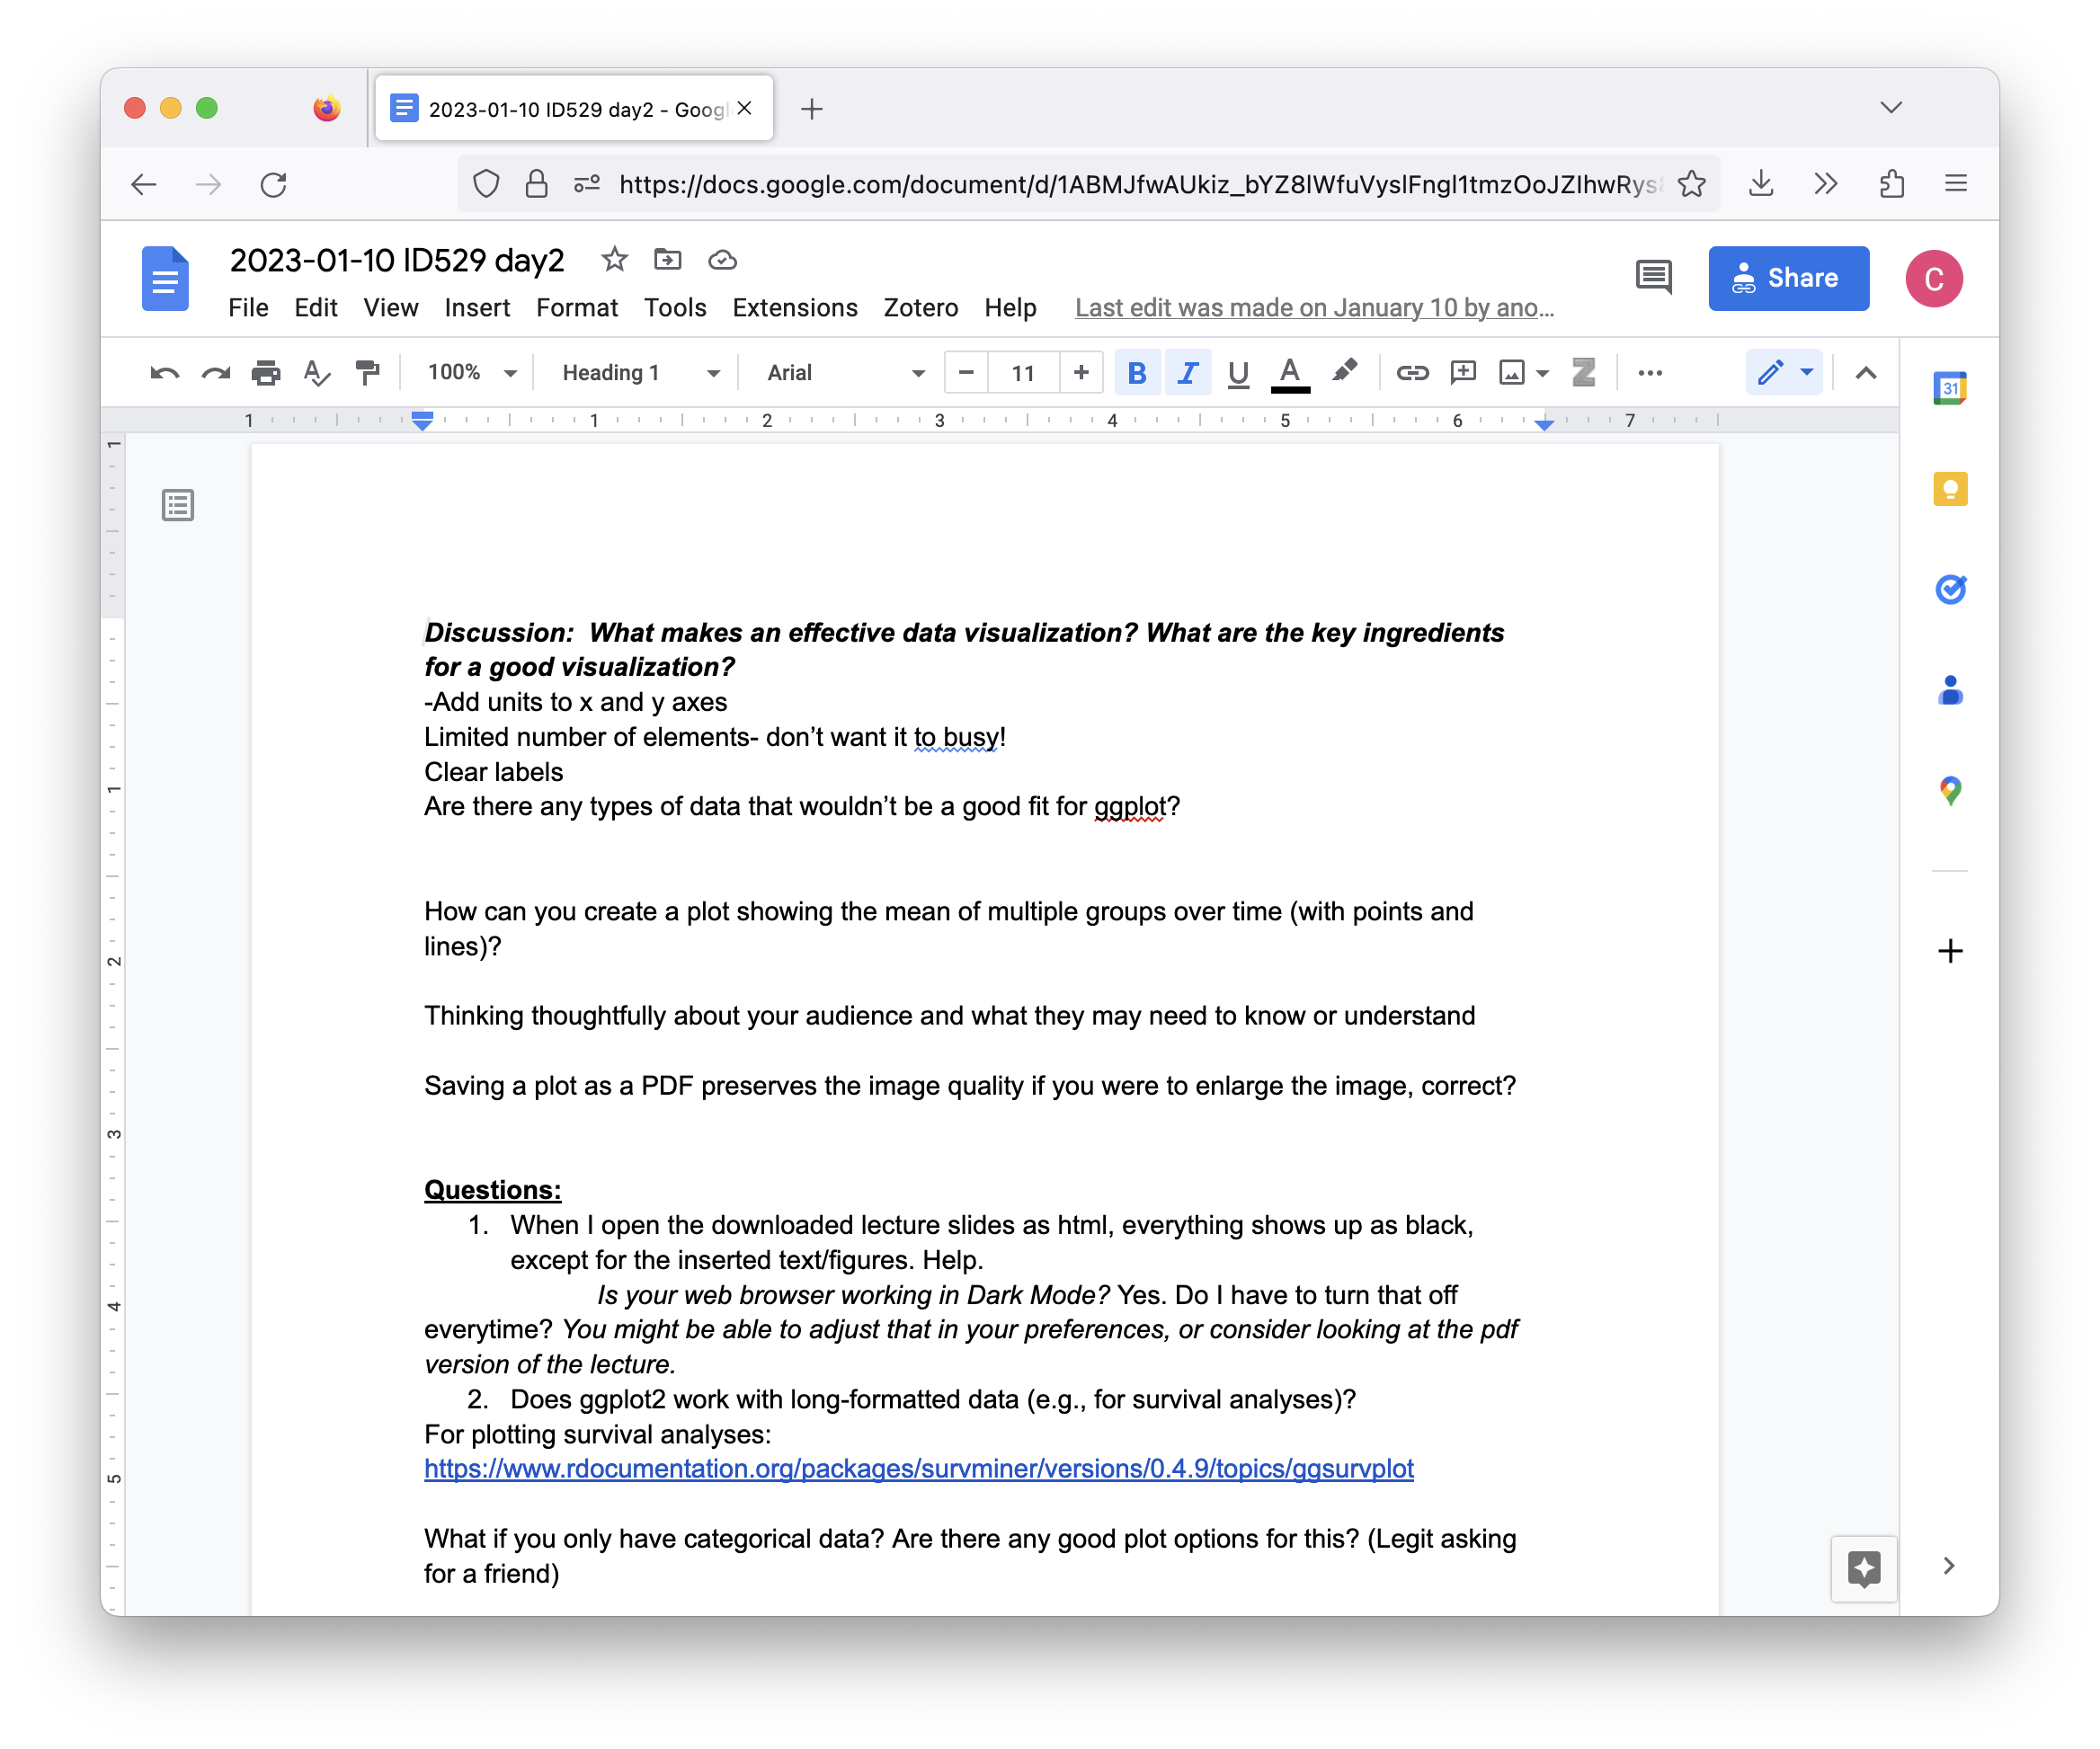 2023-01-10 ID529 day2 - Googl
https://docs.google.com/document/d/1ABMJfwAUkiz_bYZ8lWfuVyslFngl1tmzOoJZIhwRys
2023-01-10 ID529 day2
Share
C
File Edit View Insert Format Tools Extensions Zotero Help Last edit was made on January 10 by ano…
100% Heading 1 Arial 11 B I U A Z
31
1 1 2 3 4 5 6 7
1
Discussion:  What makes an effective data visualization? What are the key ingredients
for a good visualization?
-Add units to x and y axes
Limited number of elements- don’t want it to busy!
Clear labels
1
Are there any types of data that wouldn’t be a good fit for ggplot?
How can you create a plot showing the mean of multiple groups over time (with points and
lines)?
2
Thinking thoughtfully about your audience and what they may need to know or understand
Saving a plot as a PDF preserves the image quality if you were to enlarge the image, correct?
3
Questions:
1. When I open the downloaded lecture slides as html, everything shows up as black,
except for the inserted text/figures. Help.
Is your web browser working in Dark Mode? Yes. Do I have to turn that off
4
everytime? You might be able to adjust that in your preferences, or consider looking at the pdf
version of the lecture.
2. Does ggplot2 work with long-formatted data (e.g., for survival analyses)?
For plotting survival analyses:
https://www.rdocumentation.org/packages/survminer/versions/0.4.9/topics/ggsurvplot
5
What if you only have categorical data? Are there any good plot options for this? (Legit asking
for a friend)